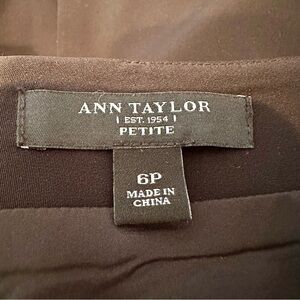 ANN TAYLOR
| EST. 1954 |
PETITE
6P
MADE IN
CHINA